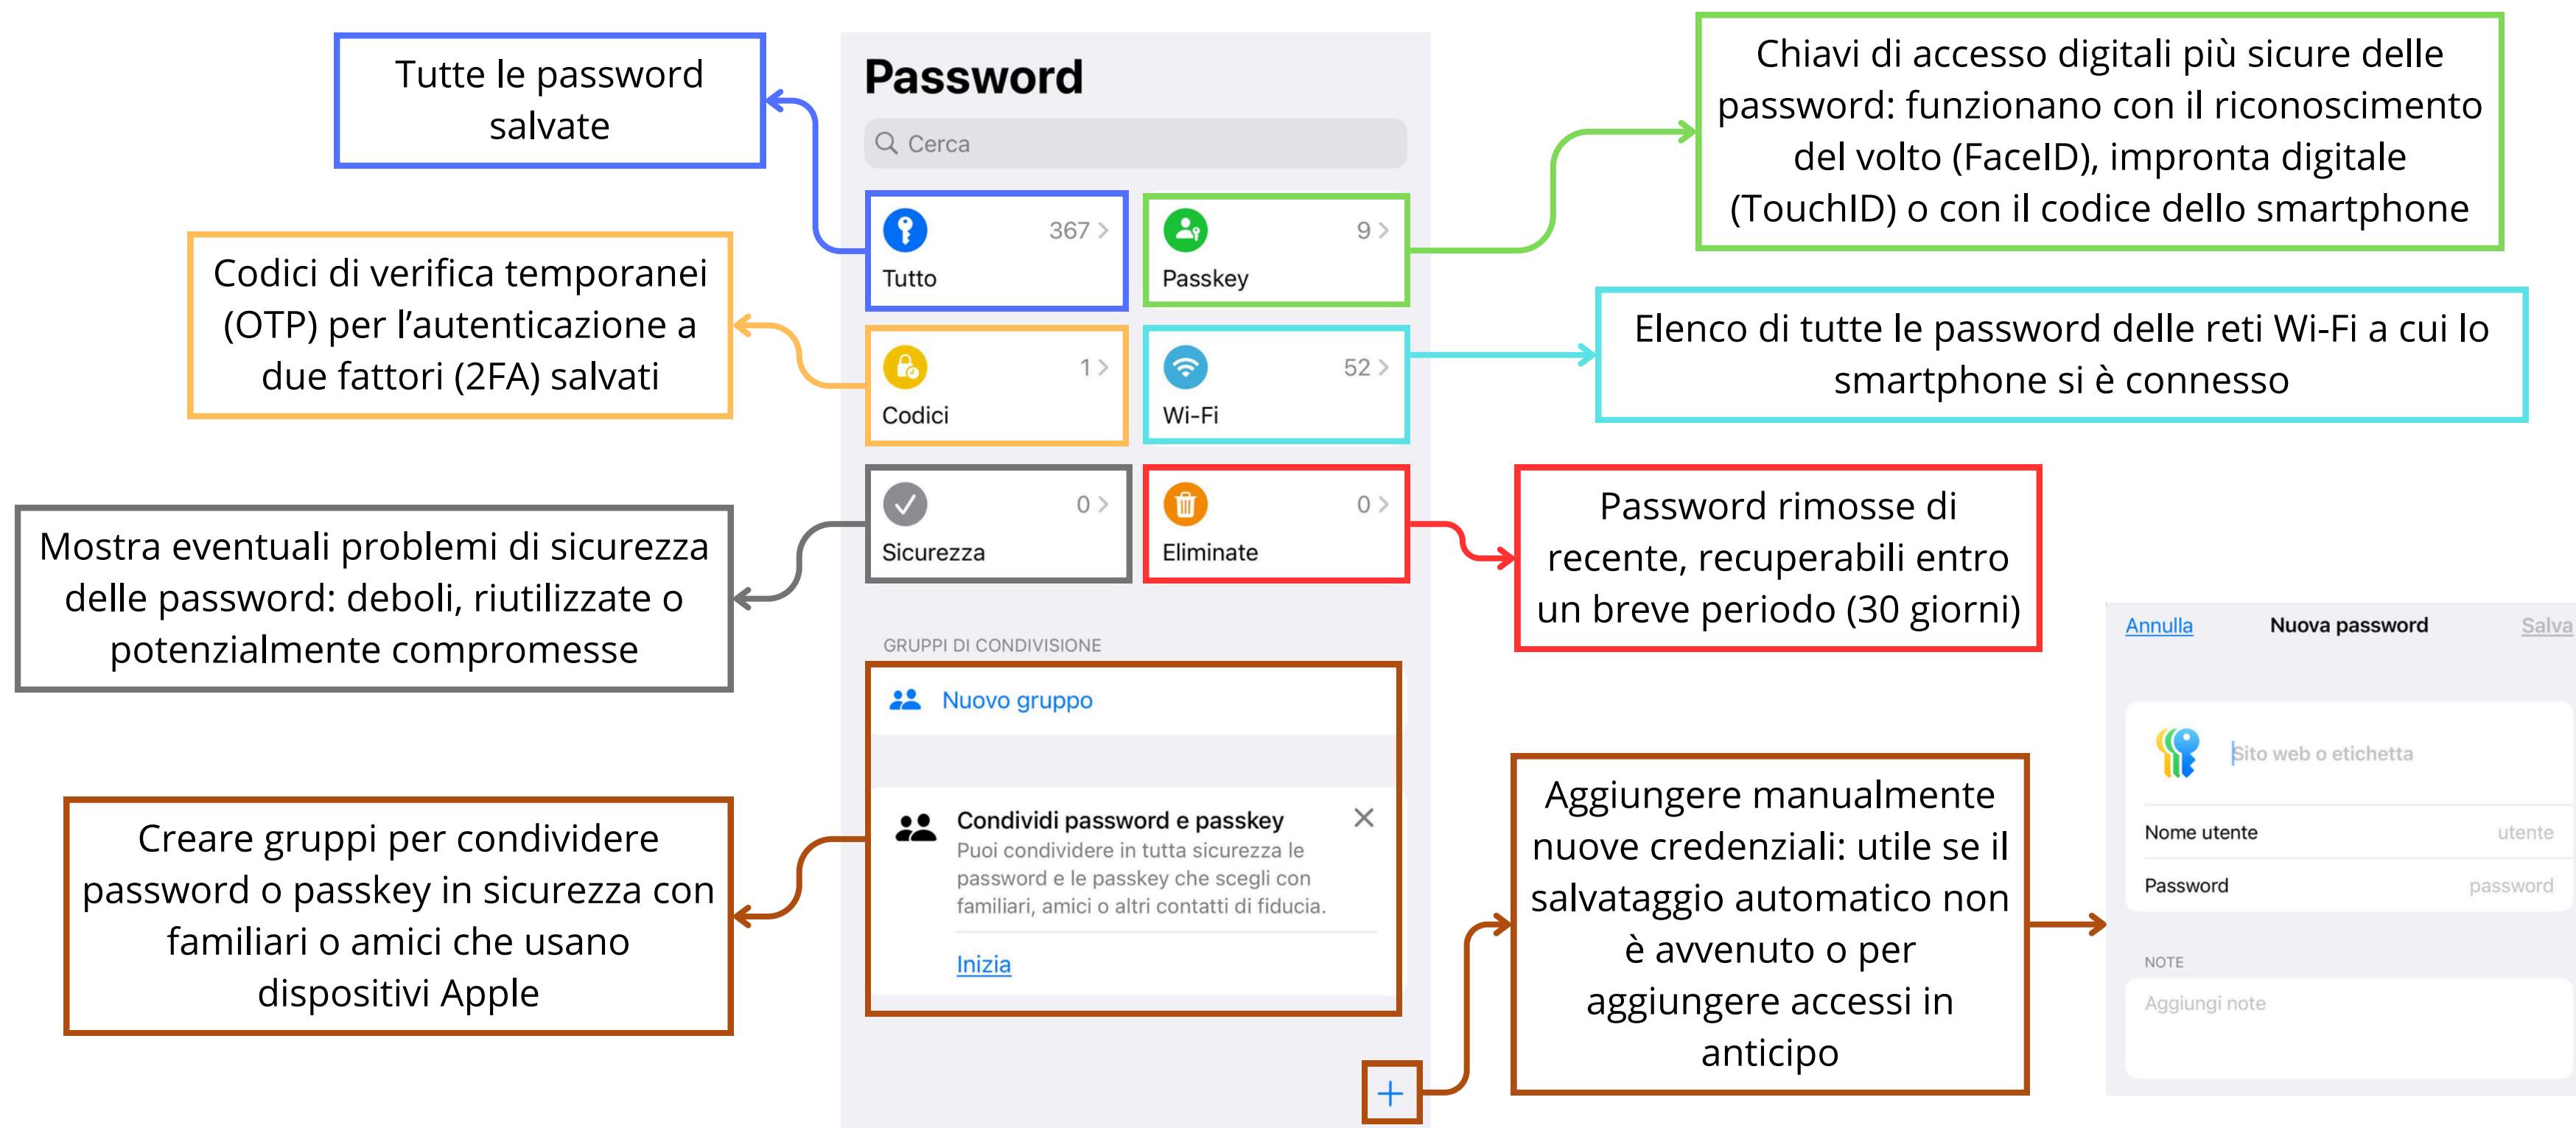 Tutte le password
salvate
Codici di verifica temporanei
(OTP) per l'autenticazione a
due fattori (2FA) salvati
Mostra eventuali problemi di sicurezza
delle password: deboli, riutilizzate o
potenzialmente compromesse
Creare gruppi per condividere
password o passkey in sicurezza con
familiari o amici che usano
dispositivi Apple
Password
Cerca
367
Tutto
9
Passkey
1
Codici
52
Wi-Fi
0
Sicurezza
0
Eliminate
GRUPPI DI CONDIVISIONE
Nuovo gruppo
Condividi password e passkey
Puoi condividere in tutta sicurezza le
password e le passkey che scegli con
familiari, amici o altri contatti di fiducia.
Inizia
+
Chiavi di accesso digitali più sicure delle
password: funzionano con il riconoscimento
del volto (FaceID), impronta digitale
(TouchID) o con il codice dello smartphone
Elenco di tutte le password delle reti Wi-Fi a cui lo
smartphone si è connesso
Password rimosse di
recente, recuperabili entro
un breve periodo (30 giorni)
Aggiungere manualmente
nuove credenziali: utile se il
salvataggio automatico non
è avvenuto o per
aggiungere accessi in
anticipo
Annulla Nuova password Salva
Sito web o etichetta
Nome utente utente
Password password
NOTE
Aggiungi note